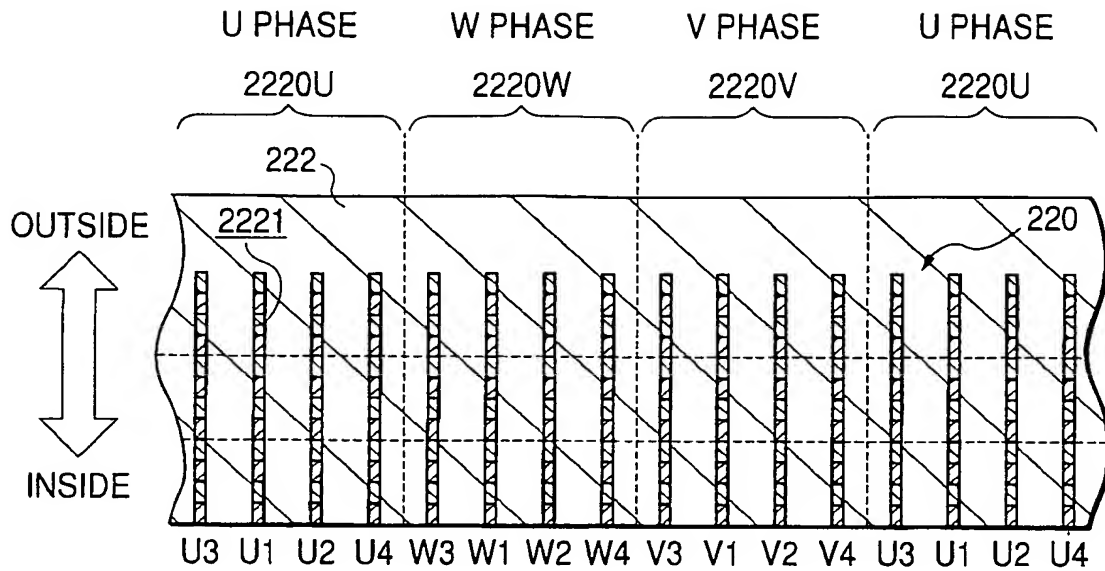 U PHASE W PHASE V PHASE U PHASE
2220U 2220W 2220V 2220U
222
OUTSIDE 2221 220
INSIDE
U3 U1 U2 U4 W3 W1 W2 W4 V3 V1 V2 V4 U3 U1 U2 U4